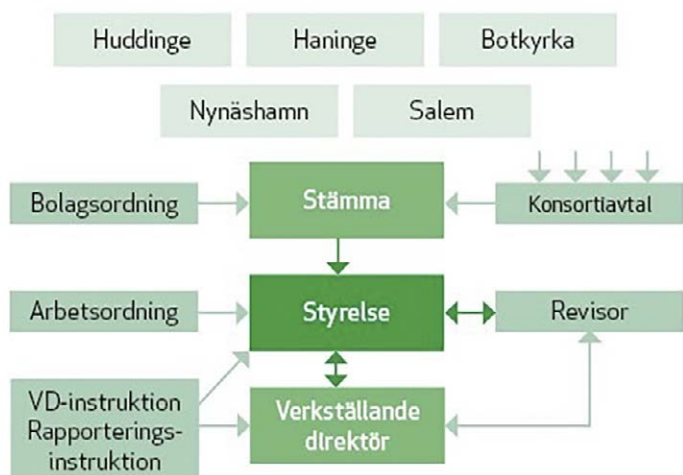 Huddinge
Haninge
Botkyrka
Nynäshamn
Salem
Bolagsordning
Stämma
Konsortiavtal
Arbetsordning
Styrelse
Revisor
VD-instruktion
Rapporterings-
instruktion
Verkställande
direktör